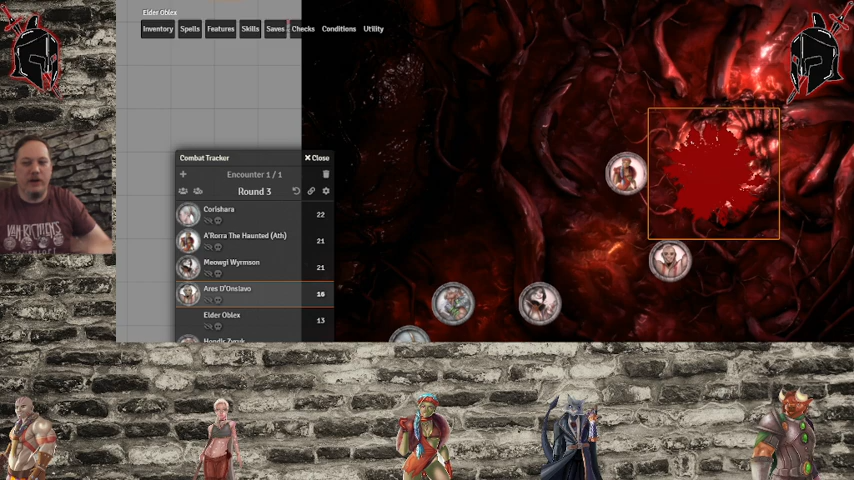 Elder Oblex
Inventory Spells Features Skills Saves Checks Conditions Utility
Combat Tracker Close
Encounter 1 / 1
Round 3
Corishara 22
A'Rorra The Haunted (Ath) 21
Meowgi Wyrmson 21
Ares D'Onslavo 16
Elder Oblex 13